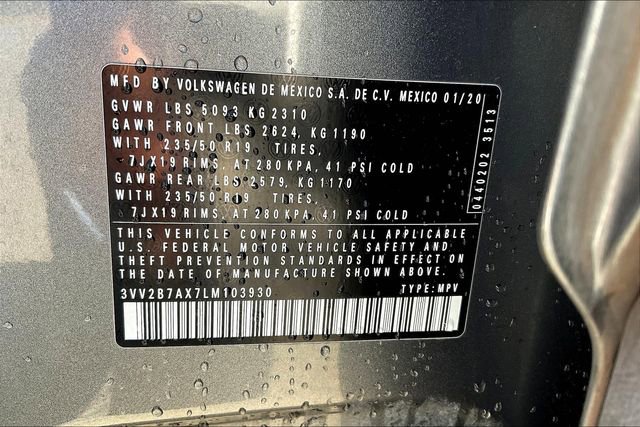 MFD BY VOLKSWAGEN DE MEXICO S.A. DE C.V. MEXICO 01/20
GVWR LBS 5093 KG 2310
GAWR FRONT LBS 2624, KG 1190
WITH 235/50 R19 TIRES,
7JX19 RIMS, AT 280 KPA, 41 PSI COLD
GAWR REAR LBS 2579, KG 1170
WITH 235/50 R19 TIRES,
7JX19 RIMS, AT 280 KPA, 41 PSI COLD
0440202 3513
THIS VEHICLE CONFORMS TO ALL APPLICABLE
U.S. FEDERAL MOTOR VEHICLE SAFETY AND
THEFT PREVENTION STANDARDS IN EFFECT ON
THE DATE OF MANUFACTURE SHOWN ABOVE.
3VV2B7AX7LM103930 TYPE: MPV